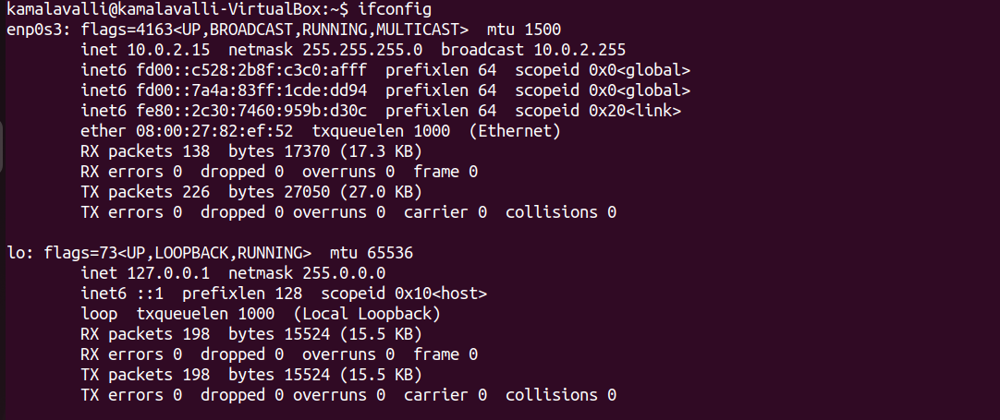 kamalavalli@kamalavalli-VirtualBox:~$ ifconfig
enp0s3: flags=4163<UP,BROADCAST,RUNNING,MULTICAST>  mtu 1500
        inet 10.0.2.15  netmask 255.255.255.0  broadcast 10.0.2.255
        inet6 fd00::c528:2b8f:c3c0:afff  prefixlen 64  scopeid 0x0<global>
        inet6 fd00::7a4a:83ff:1cde:dd94  prefixlen 64  scopeid 0x0<global>
        inet6 fe80::2c30:7460:959b:d30c  prefixlen 64  scopeid 0x20<link>
        ether 08:00:27:82:ef:52  txqueuelen 1000  (Ethernet)
        RX packets 138  bytes 17370 (17.3 KB)
        RX errors 0  dropped 0  overruns 0  frame 0
        TX packets 226  bytes 27050 (27.0 KB)
        TX errors 0  dropped 0 overruns 0  carrier 0  collisions 0

lo: flags=73<UP,LOOPBACK,RUNNING>  mtu 65536
        inet 127.0.0.1  netmask 255.0.0.0
        inet6 ::1  prefixlen 128  scopeid 0x10<host>
        loop  txqueuelen 1000  (Local Loopback)
        RX packets 198  bytes 15524 (15.5 KB)
        RX errors 0  dropped 0  overruns 0  frame 0
        TX packets 198  bytes 15524 (15.5 KB)
        TX errors 0  dropped 0 overruns 0  carrier 0  collisions 0